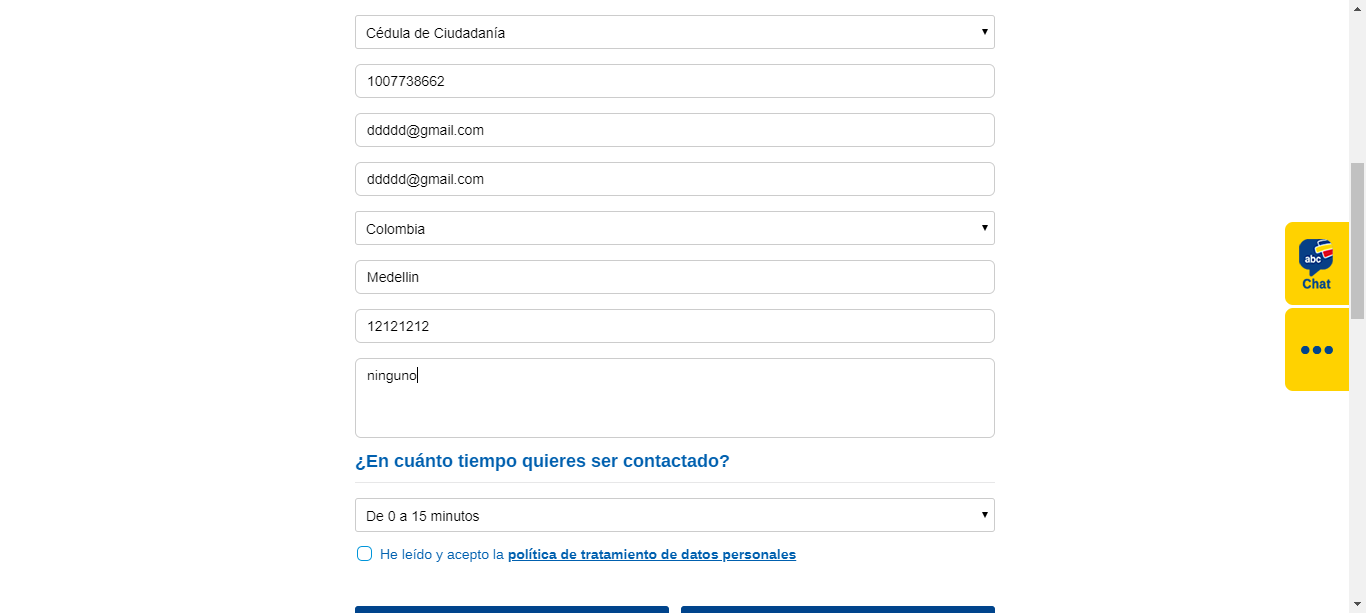 Cédula de Ciudadanía
1007738662
ddddd@gmail.com
ddddd@gmail.com
Colombia
Medellin
12121212
ninguno
¿En cuánto tiempo quieres ser contactado?
De 0 a 15 minutos
He leído y acepto la política de tratamiento de datos personales
abc
Chat